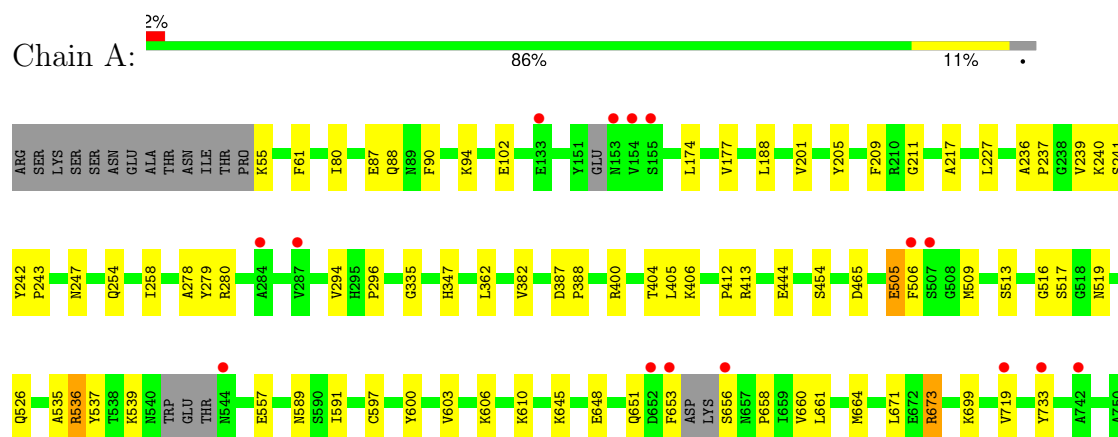 2%
Chain A:
86% 11% •
ARG SER LYS SER SER ASN GLU ALA THR ASN ILE THR PRO K55 F61 I80 E87 Q88 N89 F90 K94 E102 E133 Y151 GLU N153 V154 S155 L174 V177 L188 V201 Y205 F209 R210 G211 A217 L227 A236 P237 G238 V239 K240
Y242 P243 N247 Q254 I258 A278 Y279 R280 A284 V287 V294 H295 P296 G335 H347 L362 V382 D387 P388 R400 T404 L405 K406 P412 R413 E444 S454 D465 E505 F506 S507 G508 M509 S513 G516 S517 G518 N519
Q526 A535 R536 Y537 T538 K539 N540 TRP GLU THR N544 E557 N589 S590 I591 C597 Y600 V603 K606 K610 K645 E648 Q651 D652 F653 ASP LYS S656 N657 P658 I659 V660 L661 M664 L671 E672 R673 K699 V719 Y733 A742